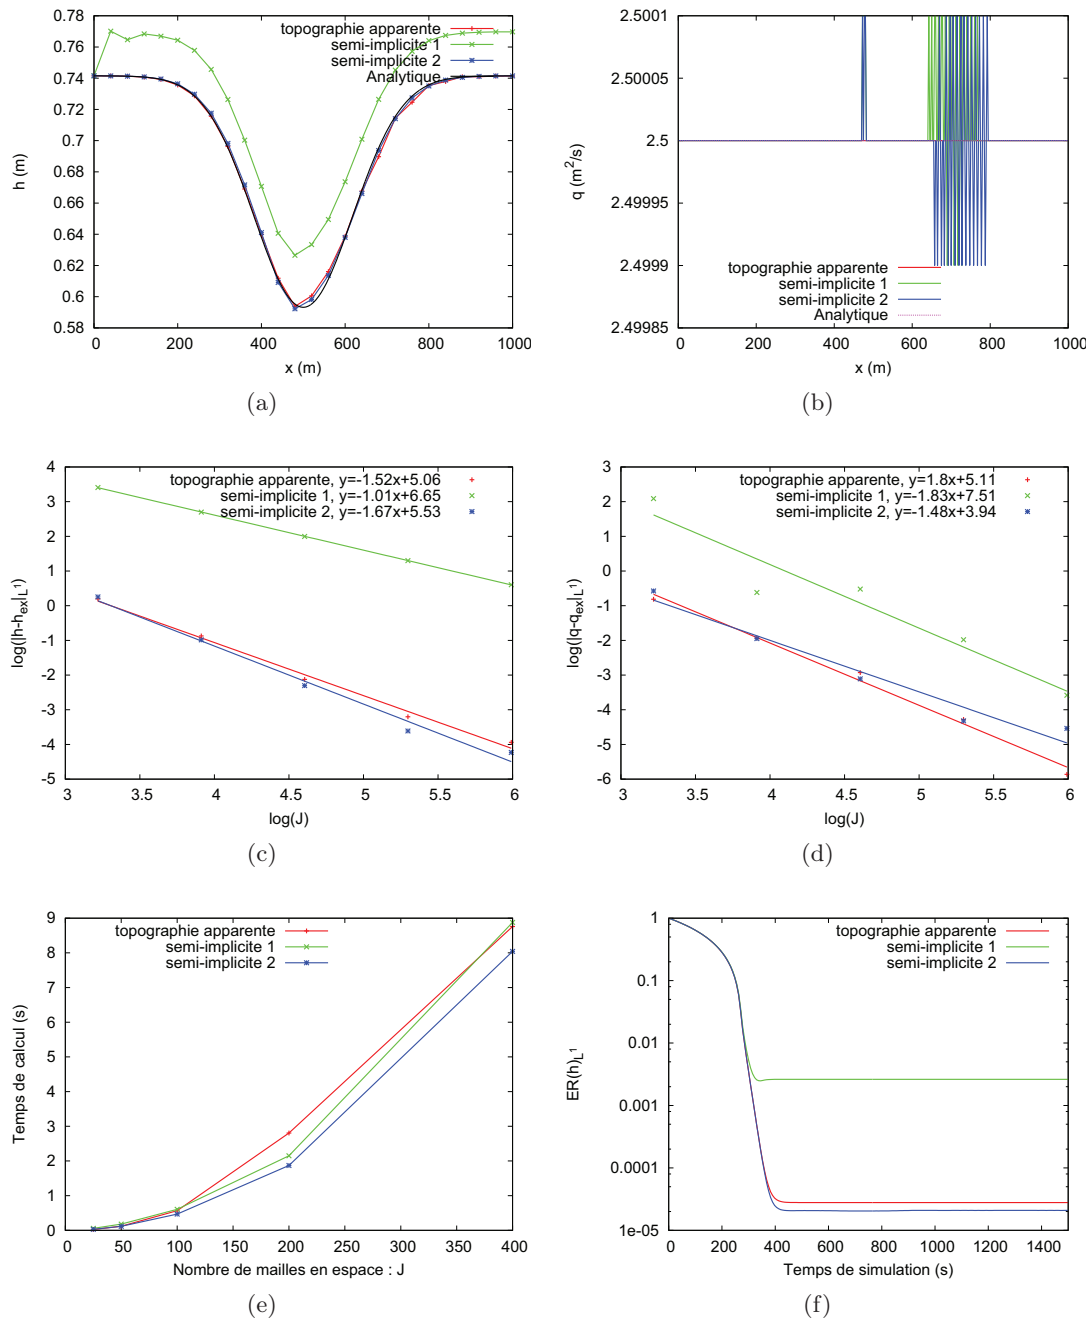 h (m)
0.78
0.76
0.74
0.72
0.7
0.68
0.66
0.64
0.62
0.6
0.58
topographie apparente
semi-implicite 1
semi-implicite 2
Analytique
0
200
400
600
800
1000
x (m)
(a)
q (m²/s)
2.5001
2.50005
2.5
2.49995
2.4999
2.49985
topographie apparente
semi-implicite 1
semi-implicite 2
Analytique
0
200
400
600
800
1000
x (m)
(b)
log(|h-h_ex|_L¹)
4
3
2
1
0
-1
-2
-3
-4
-5
topographie apparente, y=-1.52x+5.06
semi-implicite 1, y=-1.01x+6.65
semi-implicite 2, y=-1.67x+5.53
3
3.5
4
4.5
5
5.5
6
log(J)
(c)
log(|q-q_ex|_L¹)
4
3
2
1
0
-1
-2
-3
-4
-5
-6
topographie apparente, y=1.8x+5.11
semi-implicite 1, y=-1.83x+7.51
semi-implicite 2, y=-1.48x+3.94
3
3.5
4
4.5
5
5.5
6
log(J)
(d)
Temps de calcul (s)
9
8
7
6
5
4
3
2
1
0
topographie apparente
semi-implicite 1
semi-implicite 2
0
50
100
150
200
250
300
350
400
Nombre de mailles en espace : J
(e)
ER(h)_L¹
1
0.1
0.01
0.001
0.0001
1e-05
topographie apparente
semi-implicite 1
semi-implicite 2
0
200
400
600
800
1000
1200
1400
Temps de simulation (s)
(f)